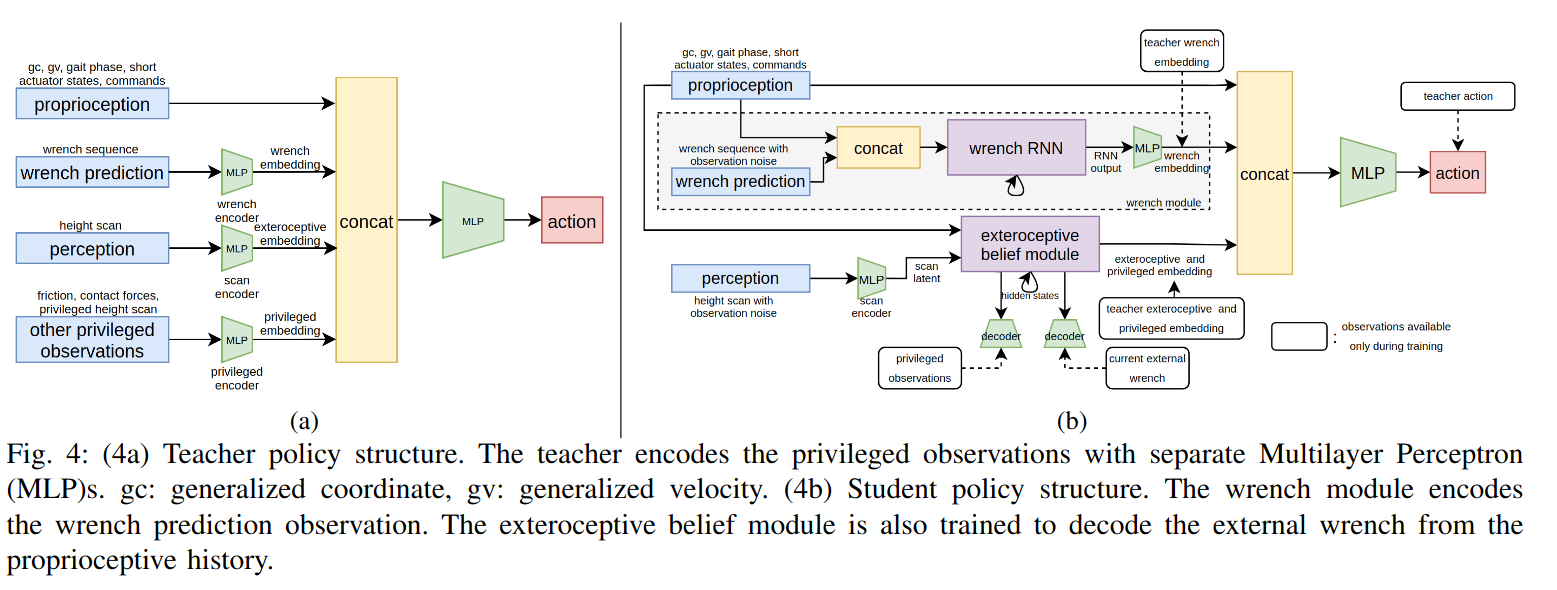 gc, gv, gait phase, short
actuator states, commands
proprioception
wrench sequence
wrench prediction
MLP
wrench
embedding
wrench
encoder
height scan
perception
MLP
exteroceptive
embedding
scan
encoder
friction, contact forces,
privileged height scan
other privileged
observations
MLP
privileged
embedding
privileged
encoder
concat
MLP
action
(a)
gc, gv, gait phase, short
actuator states, commands
proprioception
wrench sequence with
observation noise
wrench prediction
concat
wrench RNN
RNN
output
MLP
wrench
embedding
wrench module
teacher wrench
embedding
exteroceptive
belief module
perception
height scan with
observation noise
MLP
scan
encoder
scan
latent
hidden states
decoder
decoder
privileged
observations
current external
wrench
exteroceptive and
privileged embedding
teacher exteroceptive and
privileged embedding
concat
MLP
teacher action
action
: observations available
only during training
(b)
Fig. 4: (4a) Teacher policy structure. The teacher encodes the privileged observations with separate Multilayer Perceptron
(MLP)s. gc: generalized coordinate, gv: generalized velocity. (4b) Student policy structure. The wrench module encodes
the wrench prediction observation. The exteroceptive belief module is also trained to decode the external wrench from the
proprioceptive history.